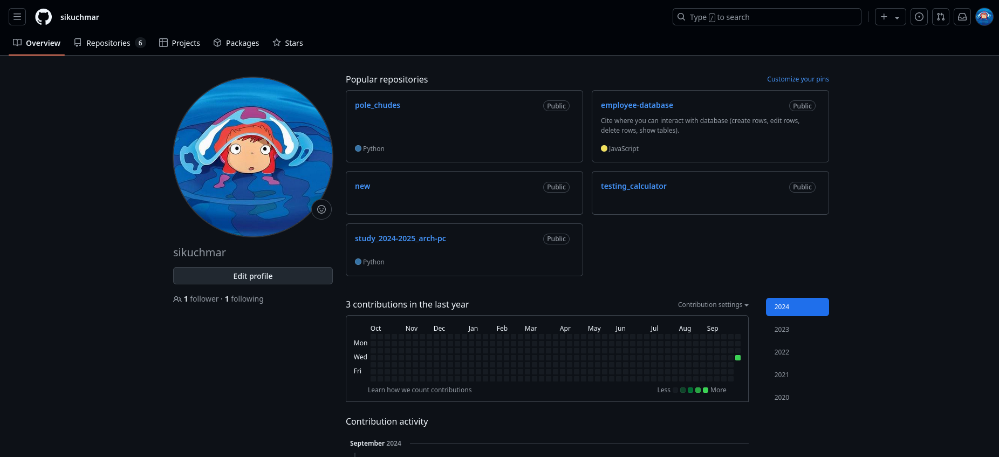 sikuchmar
Type / to search
Overview
Repositories 6
Projects
Packages
Stars
Popular repositories
Customize your pins
pole_chudes
Public
Python
employee-database
Public
Cite where you can interact with database (create rows, edit rows,
delete rows, show tables).
JavaScript
new
Public
testing_calculator
Public
study_2024-2025_arch-pc
Public
Python
sikuchmar
Edit profile
1 follower · 1 following
3 contributions in the last year
Contribution settings
2024
2023
2022
2021
2020
Oct Nov Dec Jan Feb Mar Apr May Jun Jul Aug Sep
Mon
Wed
Fri
Learn how we count contributions
Less More
Contribution activity
September 2024